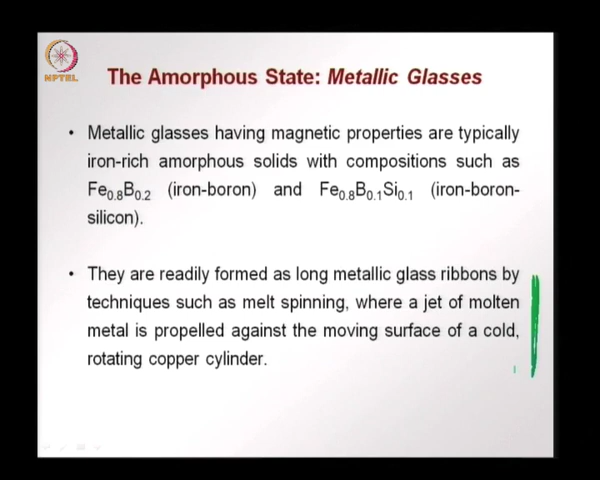 NPTEL
The Amorphous State: Metallic Glasses
• Metallic glasses having magnetic properties are typically
iron-rich amorphous solids with compositions such as
Fe₀.₈B₀.₂ (iron-boron) and Fe₀.₈B₀.₁Si₀.₁ (iron-boron-
silicon).
• They are readily formed as long metallic glass ribbons by
techniques such as melt spinning, where a jet of molten
metal is propelled against the moving surface of a cold,
rotating copper cylinder.